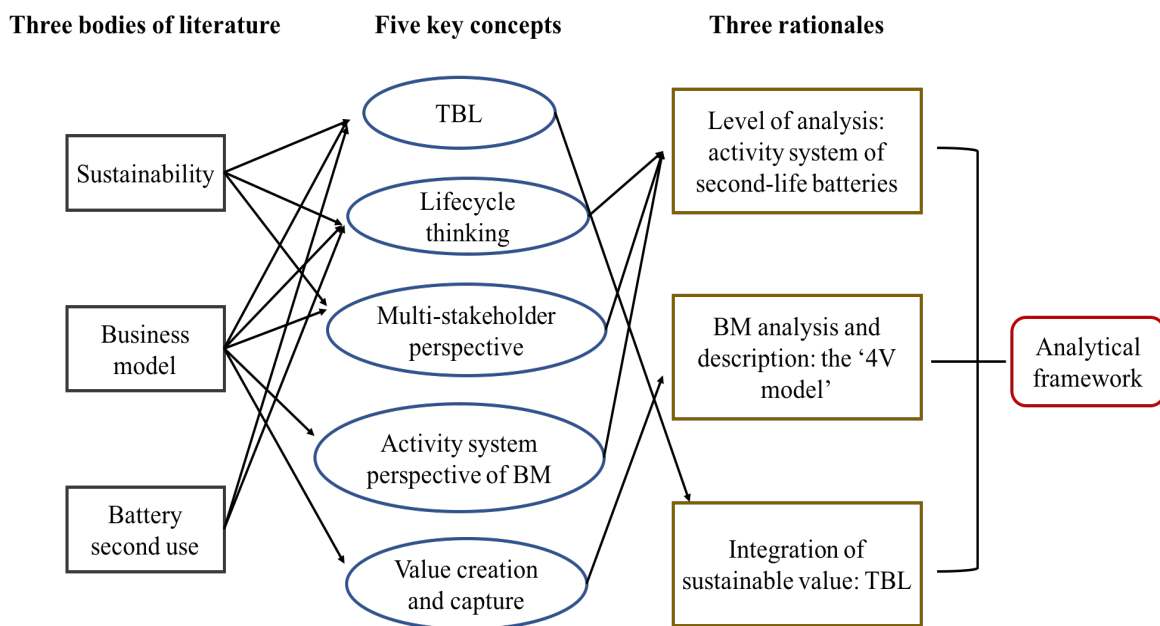 Three bodies of literature
Five key concepts
Three rationales
Sustainability
Business
model
Battery
second use
TBL
Lifecycle
thinking
Multi-stakeholder
perspective
Activity system
perspective of BM
Value creation
and capture
Level of analysis:
activity system of
second-life batteries
BM analysis and
description: the ‘4V
model’
Integration of
sustainable value: TBL
Analytical
framework